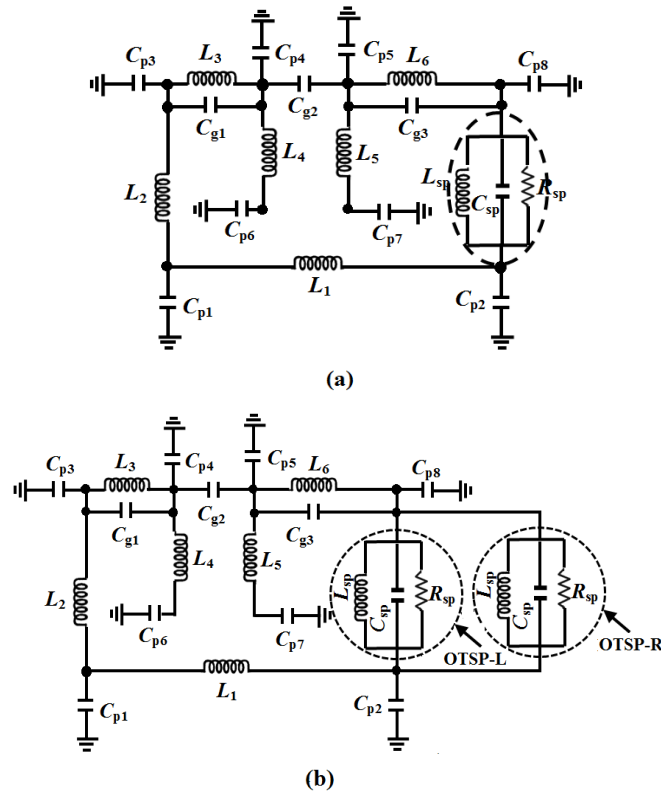 Cp3 L3 Cp4 Cp5 L6 Cp8
Cg1 Cg2 Cg3
L2 L4 L5 Lsp Csp Rsp
Cp6 Cp7
L1
Cp1 Cp2
(a)
Cp3 L3 Cp4 Cp5 L6 Cp8
Cg1 Cg2 Cg3
L2 L4 L5 Lsp Csp Rsp Lsp Csp Rsp
Cp6 Cp7
OTSP-L OTSP-R
L1
Cp1 Cp2
(b)